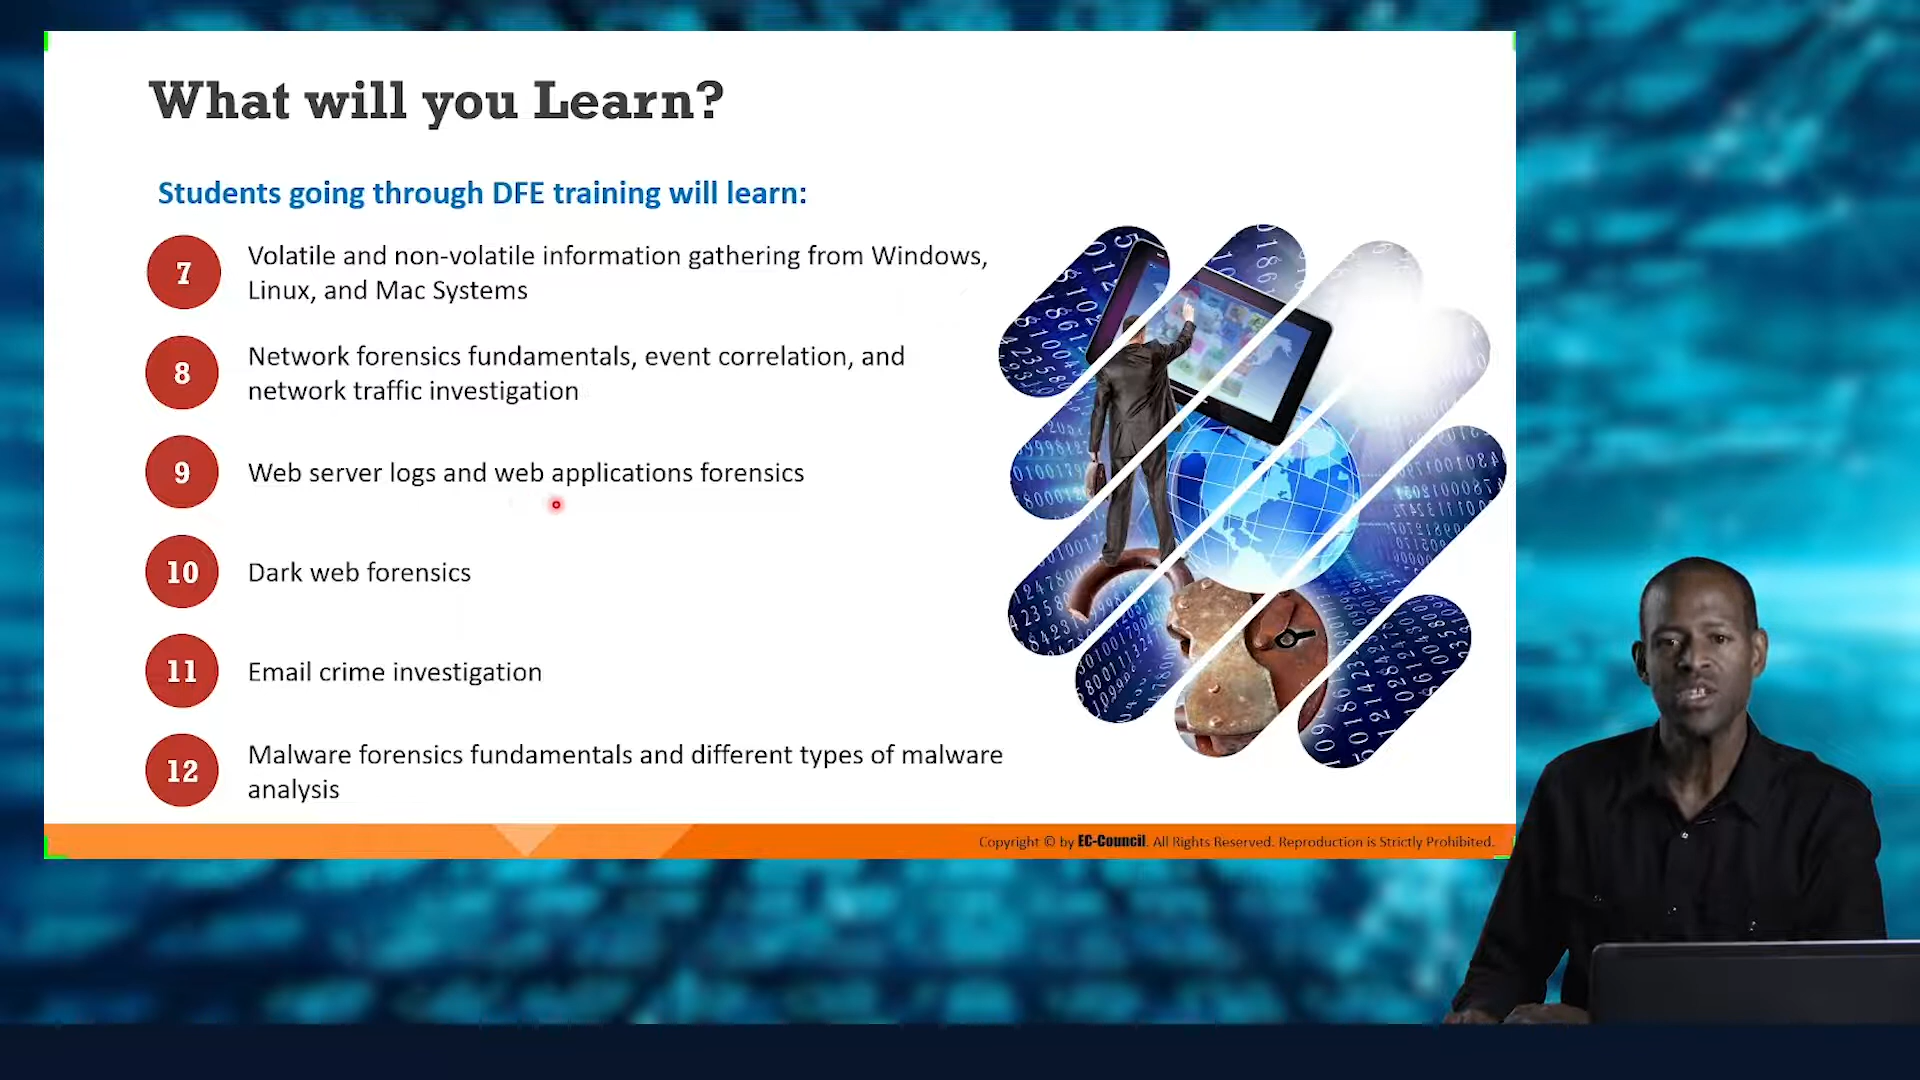 What will you Learn?
Students going through DFE training will learn:
7
Volatile and non-volatile information gathering from Windows,
Linux, and Mac Systems
8
Network forensics fundamentals, event correlation, and
network traffic investigation
9
Web server logs and web applications forensics
10
Dark web forensics
11
Email crime investigation
12
Malware forensics fundamentals and different types of malware
analysis
Copyright © by EC-Council. All Rights Reserved. Reproduction is Strictly Prohibited.